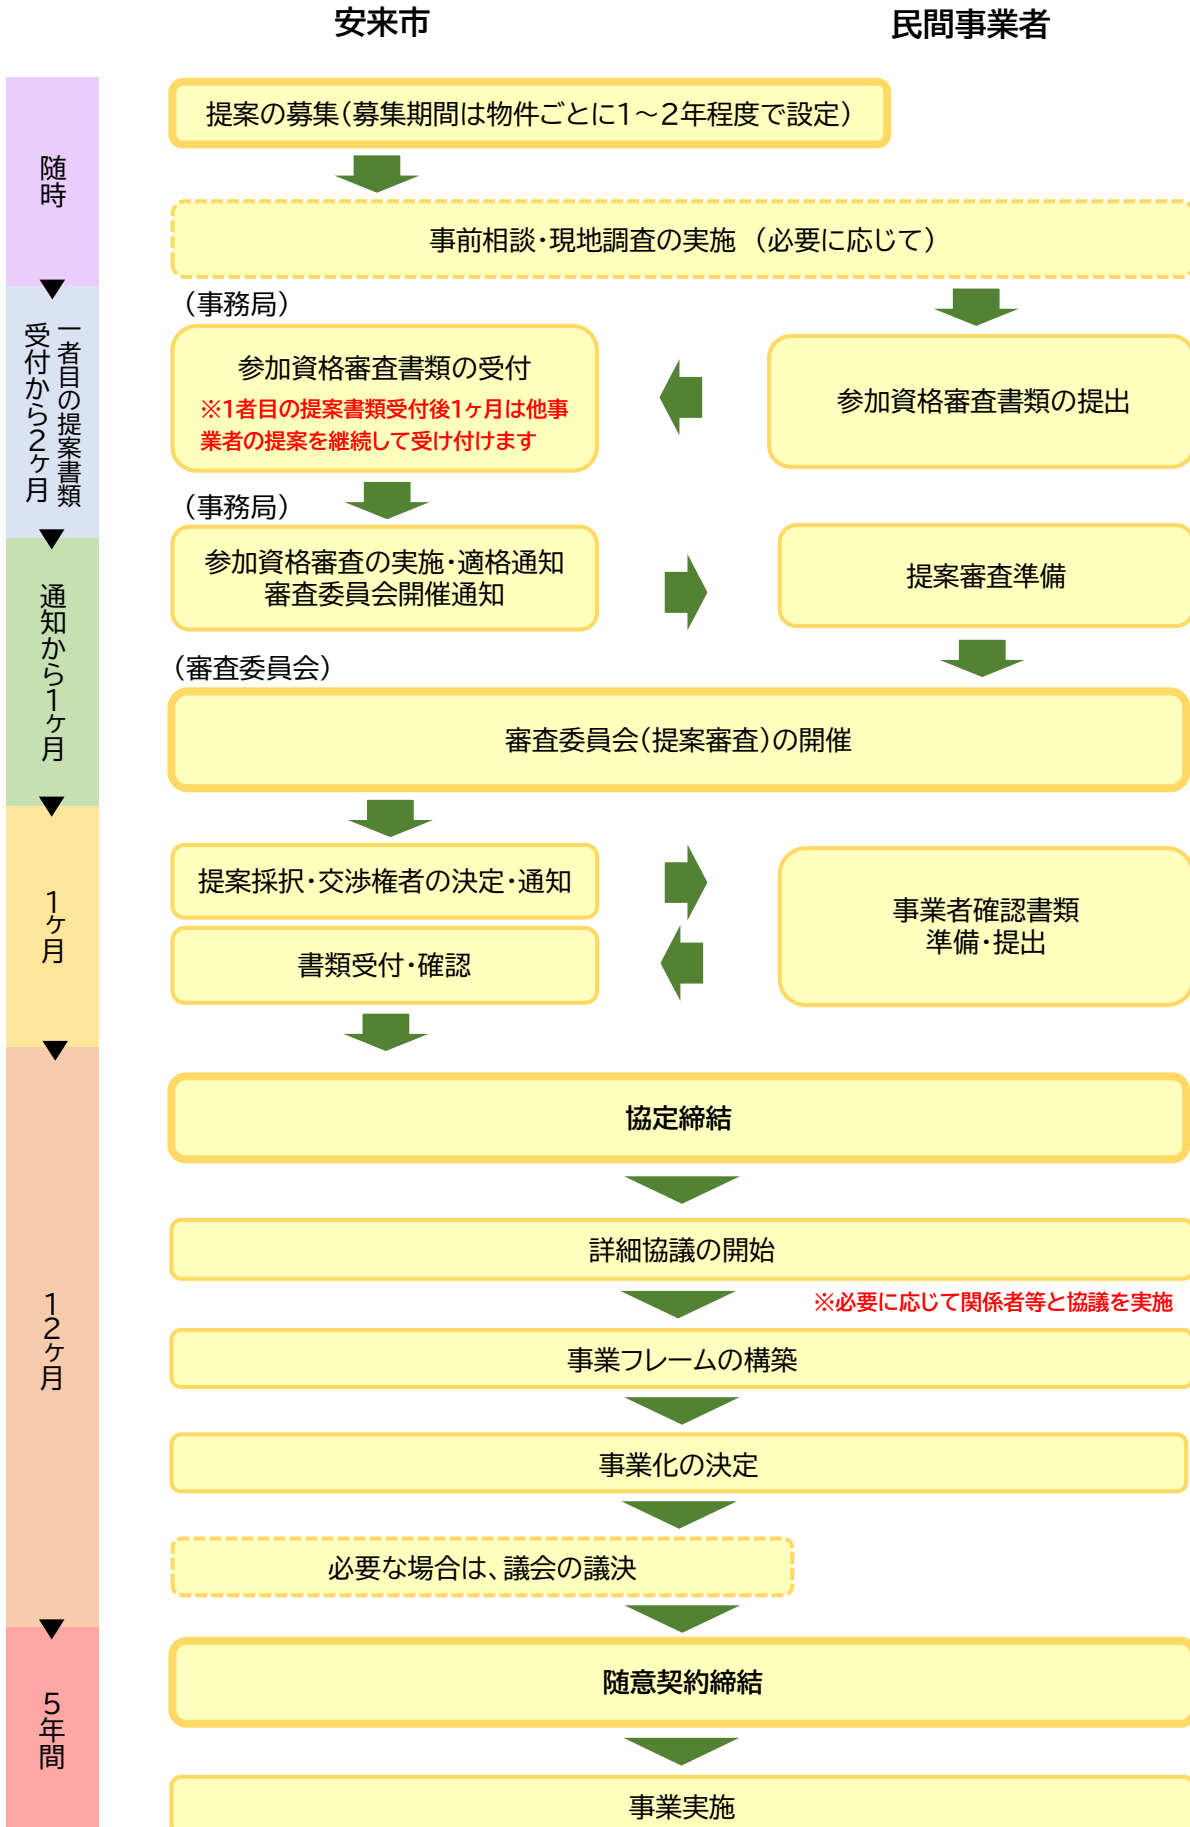 安来市
民間事業者
随時
提案の募集(募集期間は物件ごとに1～2年程度で設定)
事前相談・現地調査の実施 (必要に応じて)
一者目の提案書類
受付から2ヶ月
(事務局)
参加資格審査書類の受付
※1者目の提案書類受付後1ヶ月は他事
業者の提案を継続して受け付けます
参加資格審査書類の提出
(事務局)
参加資格審査の実施・適格通知
審査委員会開催通知
提案審査準備
通知から1ヶ月
(審査委員会)
審査委員会(提案審査)の開催
1ヶ月
提案採択・交渉権者の決定・通知
書類受付・確認
事業者確認書類
準備・提出
12ヶ月
協定締結
詳細協議の開始
※必要に応じて関係者等と協議を実施
事業フレームの構築
事業化の決定
必要な場合は、議会の議決
5年間
随意契約締結
事業実施